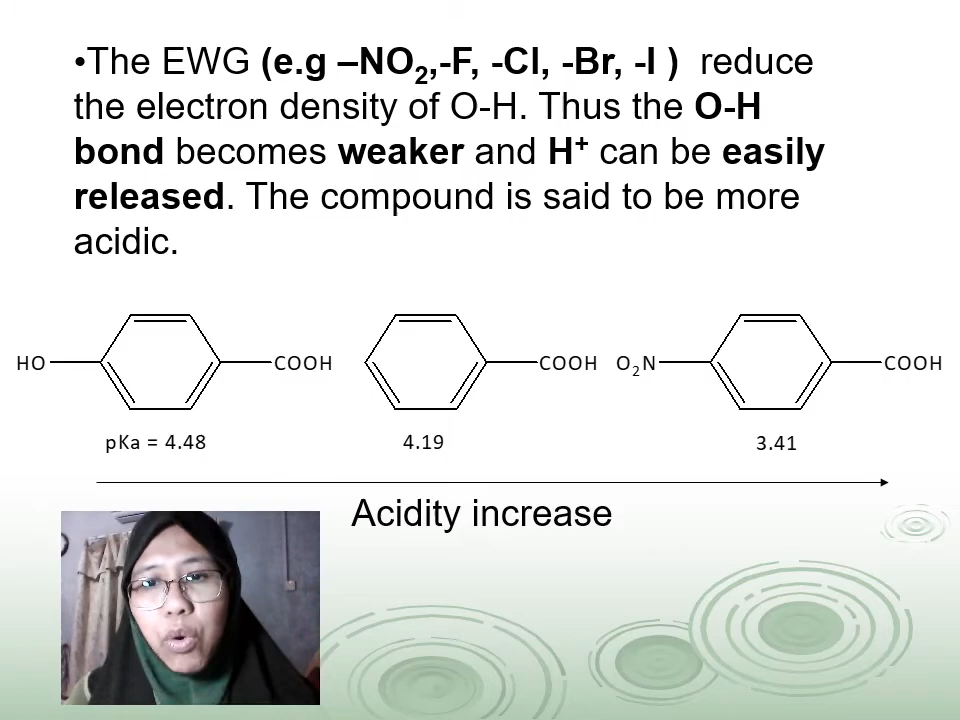 •The EWG (e.g –NO₂,-F, -Cl, -Br, -I ) reduce
the electron density of O-H. Thus the O-H
bond becomes weaker and H⁺ can be easily
released. The compound is said to be more
acidic.
HO COOH COOH O₂N COOH
pKa = 4.48 4.19 3.41
Acidity increase